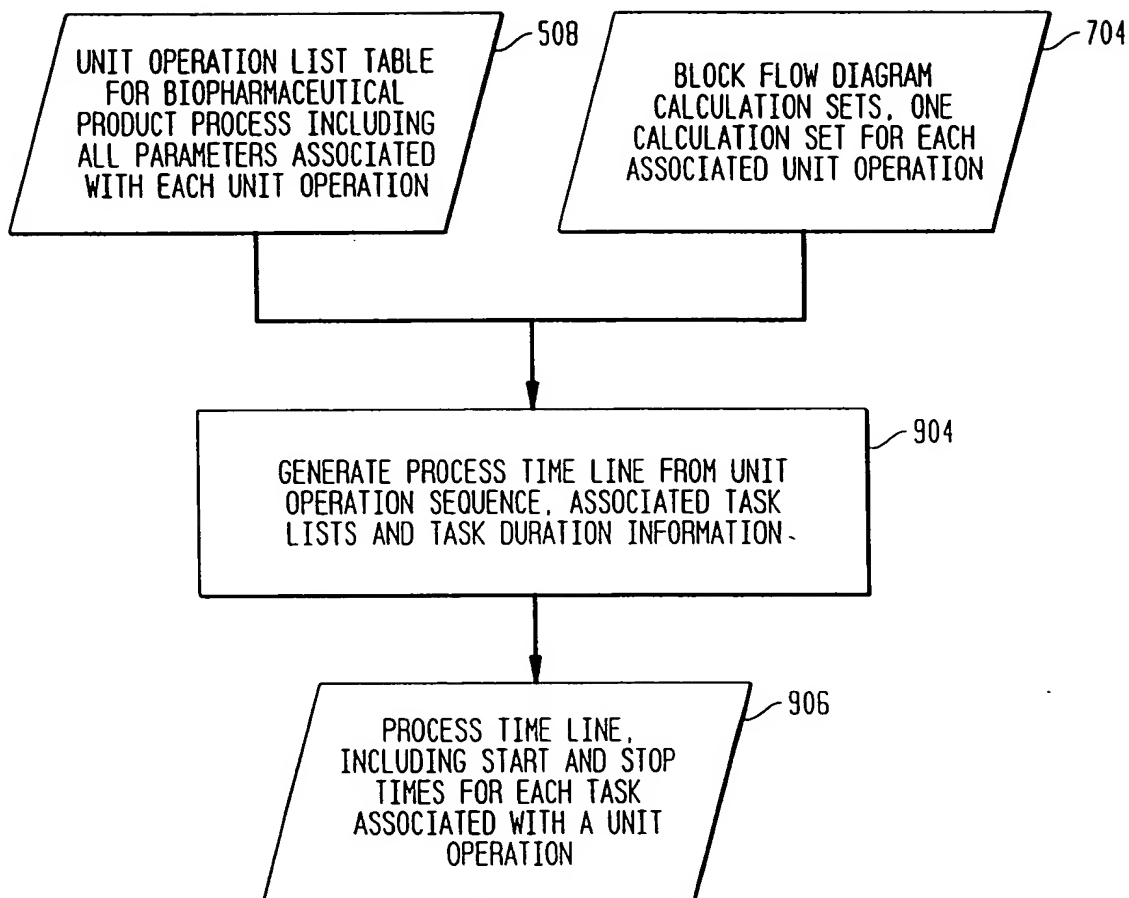 UNIT OPERATION LIST TABLE
FOR BIOPHARMACEUTICAL
PRODUCT PROCESS INCLUDING
ALL PARAMETERS ASSOCIATED
WITH EACH UNIT OPERATION
508
BLOCK FLOW DIAGRAM
CALCULATION SETS, ONE
CALCULATION SET FOR EACH
ASSOCIATED UNIT OPERATION
704
GENERATE PROCESS TIME LINE FROM UNIT
OPERATION SEQUENCE, ASSOCIATED TASK
LISTS AND TASK DURATION INFORMATION.
904
PROCESS TIME LINE,
INCLUDING START AND STOP
TIMES FOR EACH TASK
ASSOCIATED WITH A UNIT
OPERATION
906